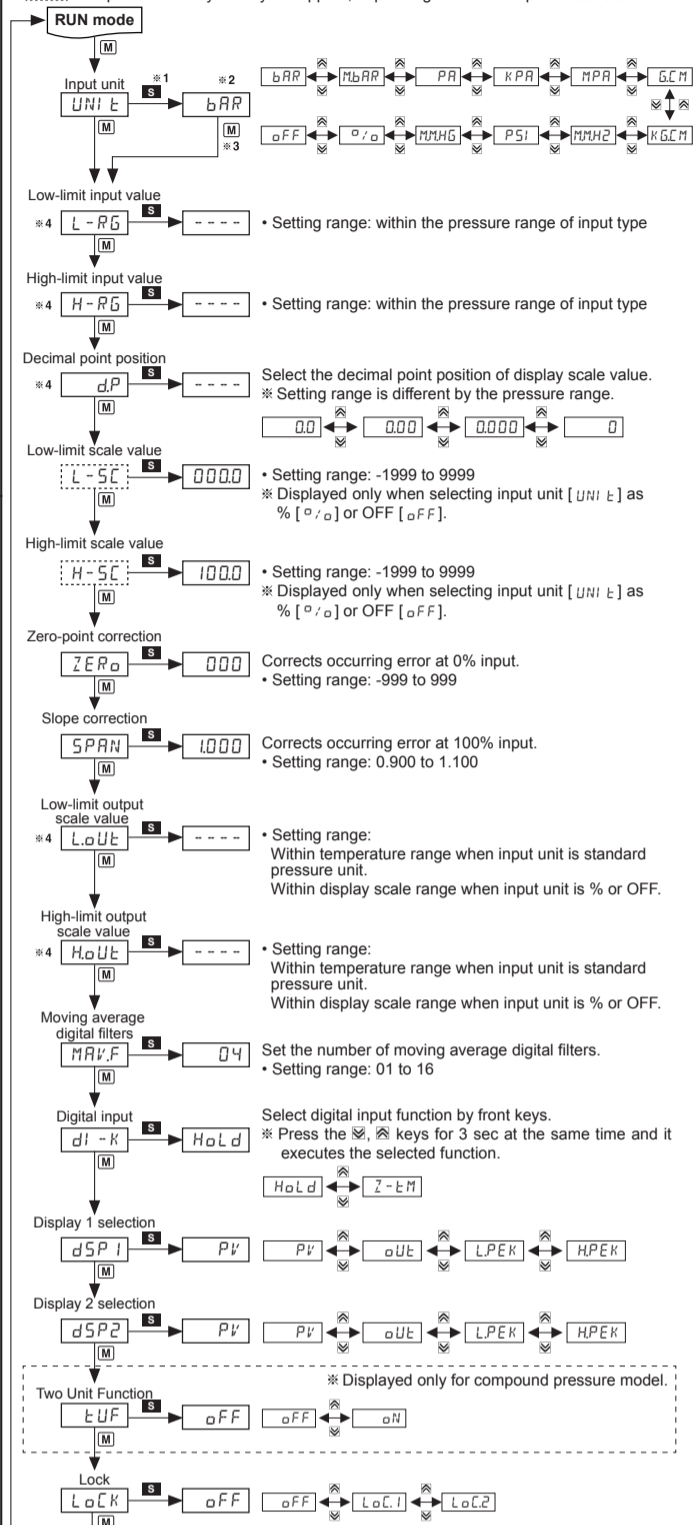 RUN mode
M
Input unit
※1
※2
UNI t
S
bAR
M
M
※3
bAR
M.bAR
PA
KPA
MPA
G.CM
oFF
%
M.MHG
PSI
M.MH2
KG.CM
Low-limit input value
※4
L-RG
S
----
• Setting range: within the pressure range of input type
M
High-limit input value
※4
H-RG
S
----
• Setting range: within the pressure range of input type
M
Decimal point position
※4
d.P
S
----
Select the decimal point position of display scale value.
※ Setting range is different by the pressure range.
M
0.0
0.00
0.000
0
Low-limit scale value
L-SC
S
000.0
• Setting range: -1999 to 9999
※ Displayed only when selecting input unit [ UNI t ] as
% [ % ] or OFF [ oFF ].
M
High-limit scale value
H-SC
S
100.0
• Setting range: -1999 to 9999
※ Displayed only when selecting input unit [ UNI t ] as
% [ % ] or OFF [ oFF ].
M
Zero-point correction
ZERo
S
000
Corrects occurring error at 0% input.
• Setting range: -999 to 999
M
Slope correction
SPAN
S
1.000
Corrects occurring error at 100% input.
• Setting range: 0.900 to 1.100
M
Low-limit output
scale value
※4
L.oUt
S
----
• Setting range:
Within temperature range when input unit is standard
pressure unit.
Within display scale range when input unit is % or OFF.
M
High-limit output
scale value
※4
H.oUt
S
----
• Setting range:
Within temperature range when input unit is standard
pressure unit.
Within display scale range when input unit is % or OFF.
M
Moving average
digital filters
MAV.F
S
04
Set the number of moving average digital filters.
• Setting range: 01 to 16
M
Digital input
dI -K
S
HoLd
Select digital input function by front keys.
※ Press the , keys for 3 sec at the same time and it
executes the selected function.
M
HoLd
Z-tM
Display 1 selection
dSP1
S
PV
PV
oUt
L.PEK
H.PEK
M
Display 2 selection
dSP2
S
PV
PV
oUt
L.PEK
H.PEK
M
※ Displayed only for compound pressure model.
Two Unit Function
tUF
S
oFF
oFF
oN
M
Lock
LoCK
S
oFF
oFF
LoC.1
LoC.2
M